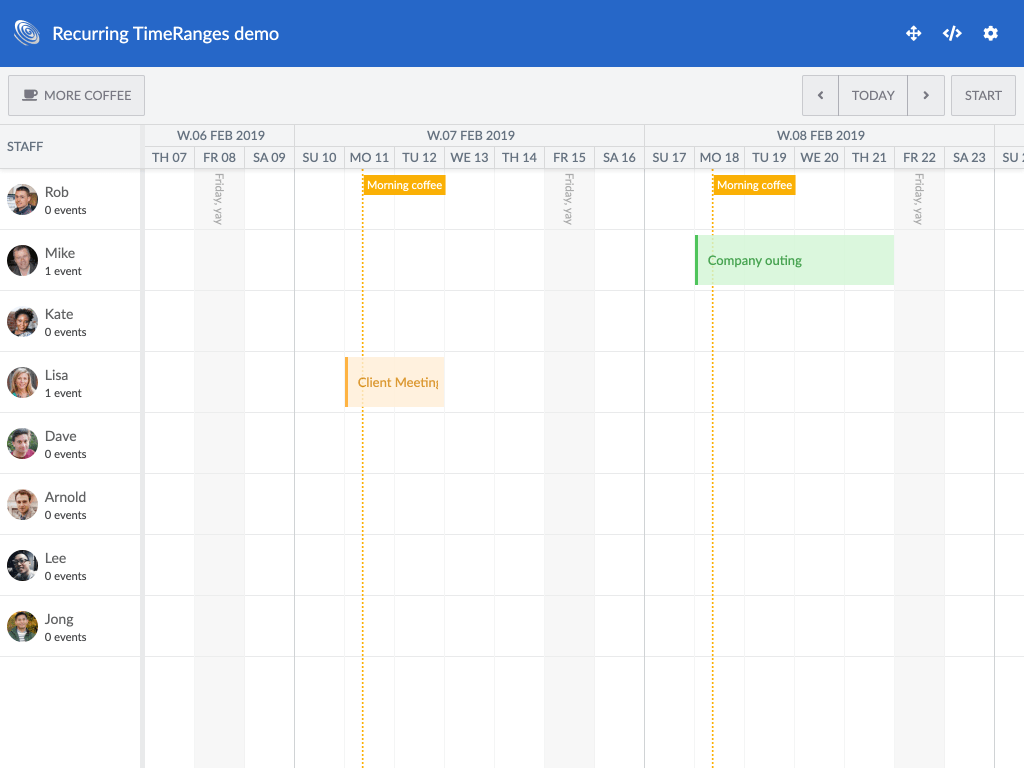 Recurring TimeRanges demo
MORE COFFEE
TODAY
START
STAFF
W.06 FEB 2019
W.07 FEB 2019
W.08 FEB 2019
TH 07
FR 08
SA 09
SU 10
MO 11
TU 12
WE 13
TH 14
FR 15
SA 16
SU 17
MO 18
TU 19
WE 20
TH 21
FR 22
SA 23
SU
Friday, yay
Morning coffee
Friday, yay
Morning coffee
Friday, yay
Rob
0 events
Mike
1 event
Company outing
Kate
0 events
Lisa
1 event
Client Meeting
Dave
0 events
Arnold
0 events
Lee
0 events
Jong
0 events